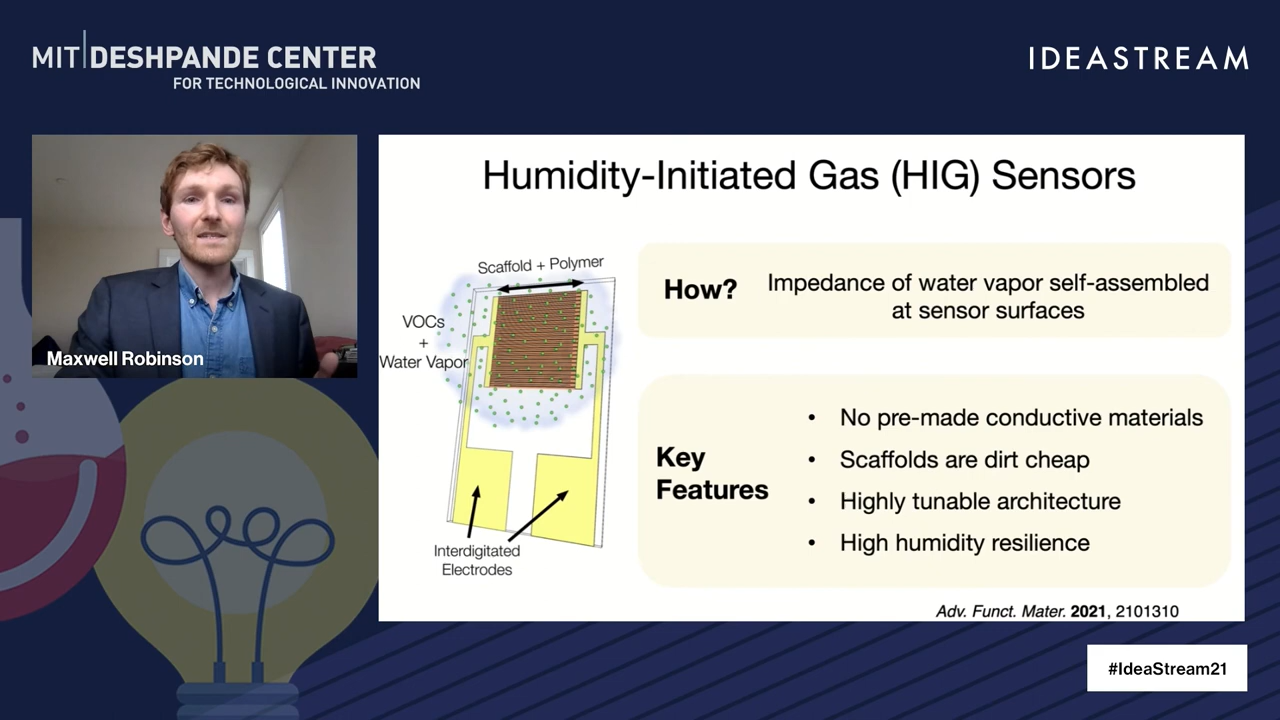 MIT DESHPANDE CENTER
FOR TECHNOLOGICAL INNOVATION
IDEASTREAM
Maxwell Robinson
Humidity-Initiated Gas (HIG) Sensors
Scaffold + Polymer
VOCs
+
Water Vapor
Interdigitated
Electrodes
How?
Impedance of water vapor self-assembled
at sensor surfaces
Key
Features
• No pre-made conductive materials
• Scaffolds are dirt cheap
• Highly tunable architecture
• High humidity resilience
Adv. Funct. Mater. 2021, 2101310
#IdeaStream21